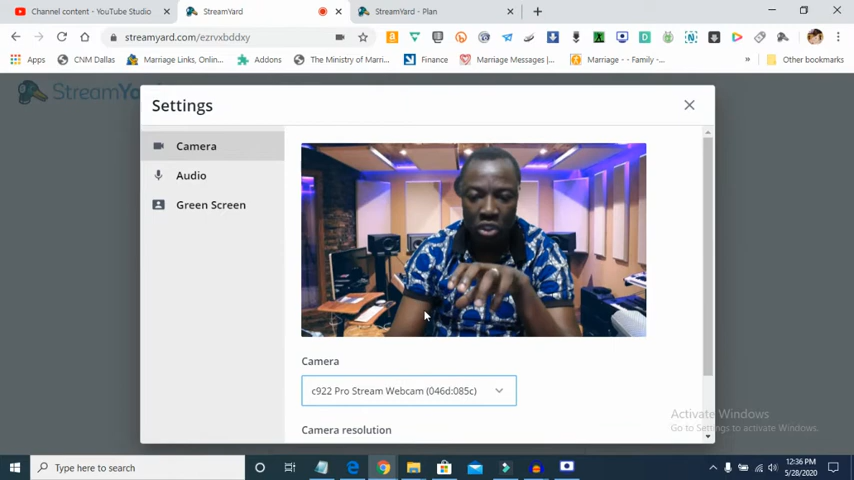 Channel content - YouTube Studio
StreamYard
StreamYard - Plan
streamyard.com/ezrvxbddxy
Apps
CNM Dallas
Marriage Links, Onlin...
Addons
The Ministry of Marri...
Finance
Marriage Messages |...
Marriage - - Family -...
»
Other bookmarks
StreamYard
Settings
Camera
Audio
Green Screen
Camera
c922 Pro Stream Webcam (046d:085c)
Camera resolution
Activate Windows
Go to Settings to activate Windows.
Type here to search
12:36 PM
5/28/2020